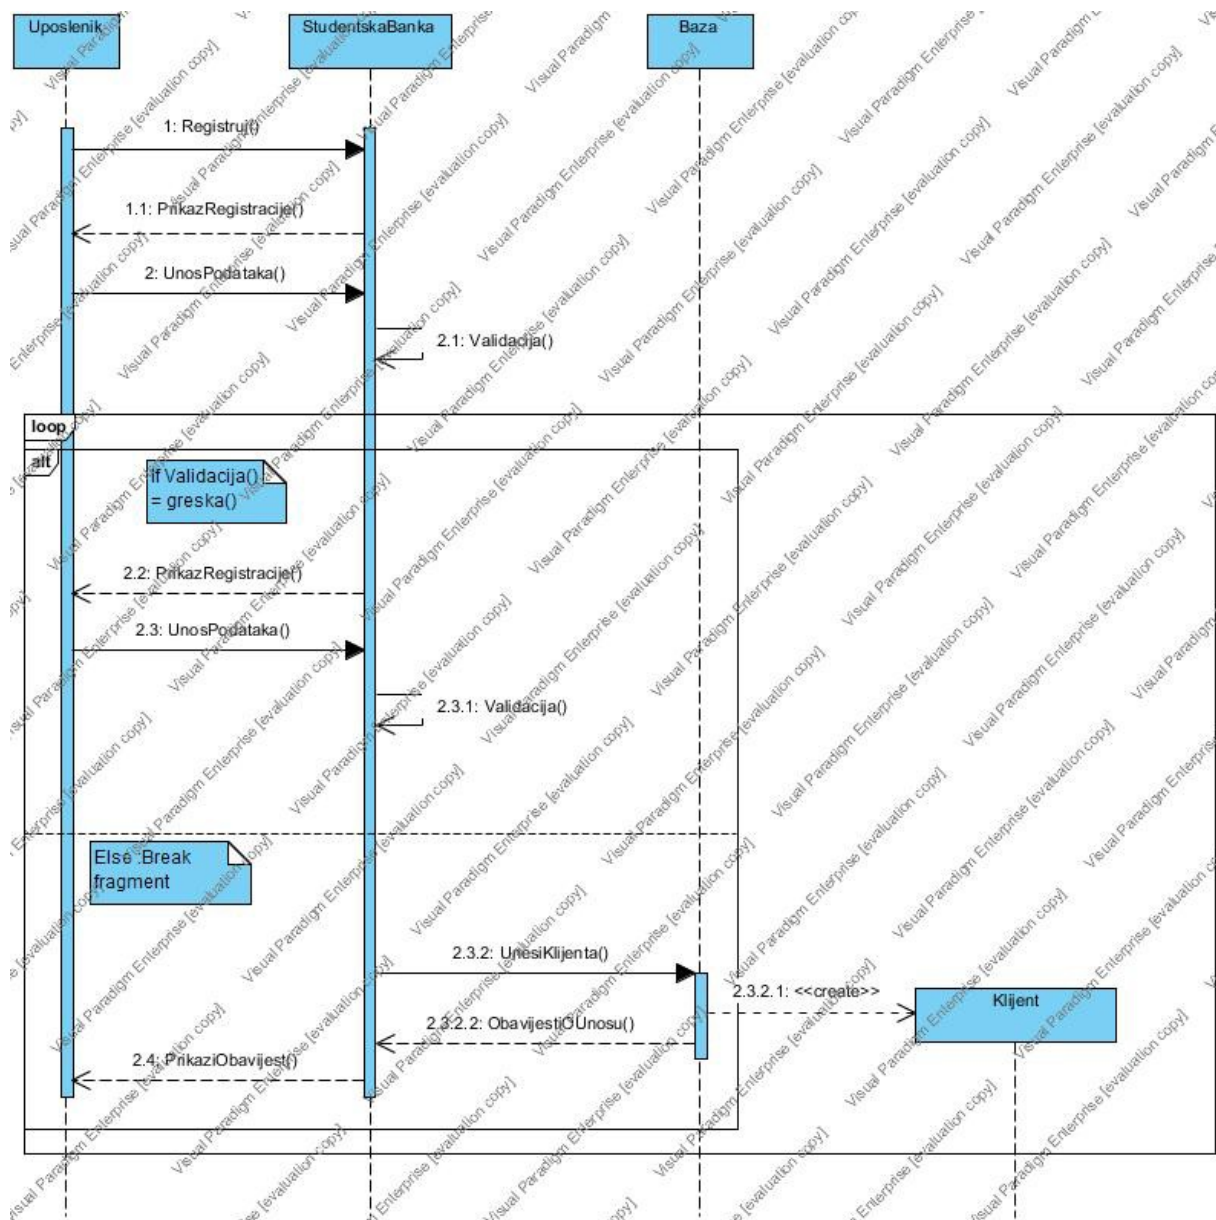 Uposlenik
StudentskaBanka
Baza
1: Registruj()
1.1: PrikazRegistracije()
2: UnosPodataka()
2.1: Validacija()
loop
alt
If Validacija()
= greska()
2.2: PrikazRegistracije()
2.3: UnosPodataka()
2.3.1: Validacija()
Else :Break
fragment
2.3.2: UnesiKlijenta()
2.3.2.1: <<create>>
Klijent
2.3.2.2: ObavijestiOUnosu()
2.4: PrikaziObavijest()
Visual Paradigm Enterprise [evaluation copy]